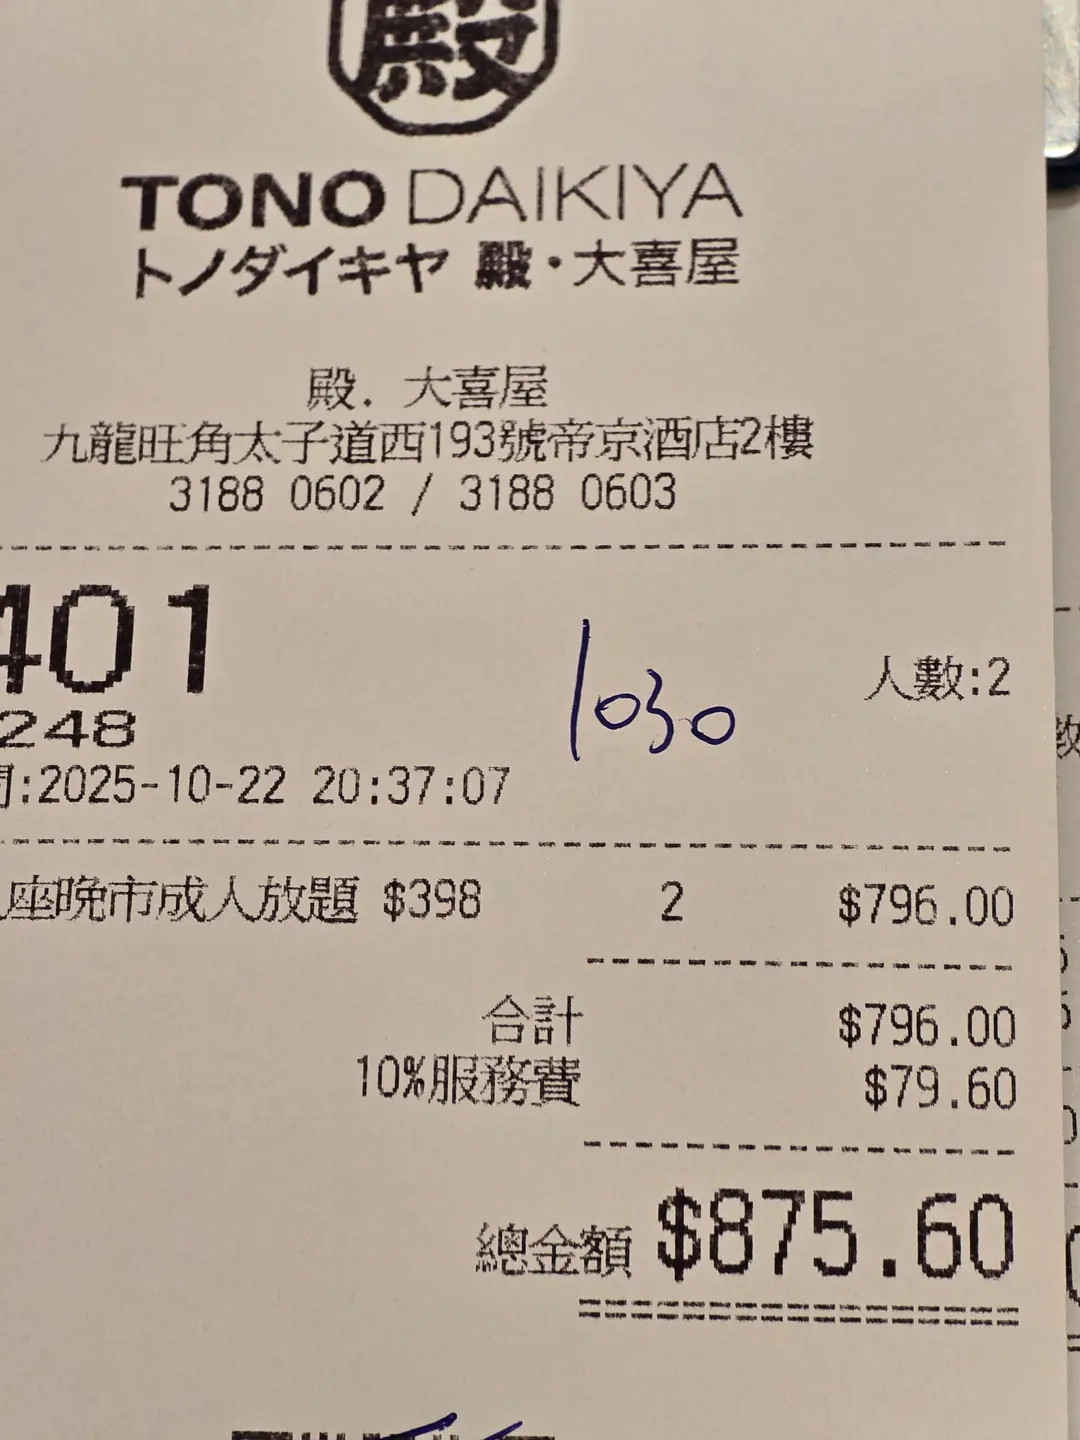 殿
TONO DAIKIYA
トノダイキヤ 殿・大喜屋
殿. 大喜屋
九龍旺角太子道西193號帝京酒店2樓
3188 0602 / 3188 0603
401
1030
人數:2
248
間:2025-10-22 20:37:07
座晚市成人放題 $398 2 $796.00
合計 $796.00
10%服務費 $79.60
總金額 $875.60